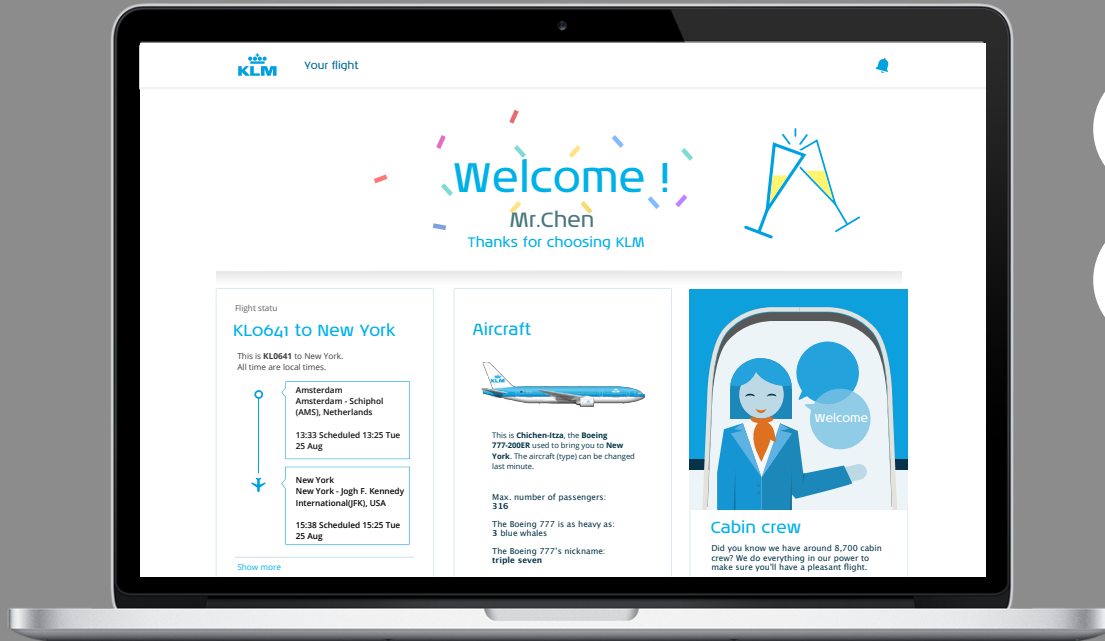 KLM
Your flight
Welcome !
Mr.Chen
Thanks for choosing KLM
Flight statu
KL0641 to New York
This is KL0641 to New York.
All time are local times.
Amsterdam
Amsterdam - Schiphol
(AMS), Netherlands
13:33 Scheduled 13:25 Tue
25 Aug
New York
New York - Jogh F. Kennedy
International(JFK), USA
15:38 Scheduled 15:25 Tue
25 Aug
Show more
Aircraft
KLM
This is Chichen-Itza, the Boeing
777-200ER used to bring you to New
York. The aircraft (type) can be changed
last minute.
Max. number of passengers:
316
The Boeing 777 is as heavy as:
3 blue whales
The Boeing 777's nickname:
triple seven
Welcome
Cabin crew
Did you know we have around 8,700 cabin
crew? We do everything in our power to
make sure you'll have a pleasant flight.